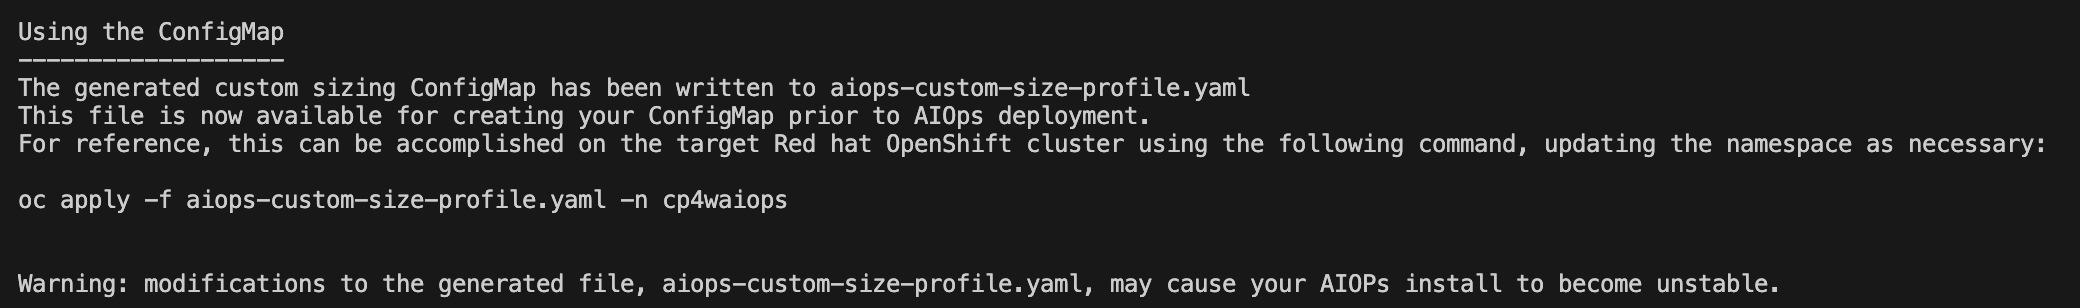 Using the ConfigMap
-------------------
The generated custom sizing ConfigMap has been written to aiops-custom-size-profile.yaml
This file is now available for creating your ConfigMap prior to AIOps deployment.
For reference, this can be accomplished on the target Red hat OpenShift cluster using the following command, updating the namespace as necessary:
oc apply -f aiops-custom-size-profile.yaml -n cp4waiops
Warning: modifications to the generated file, aiops-custom-size-profile.yaml, may cause your AIOPs install to become unstable.